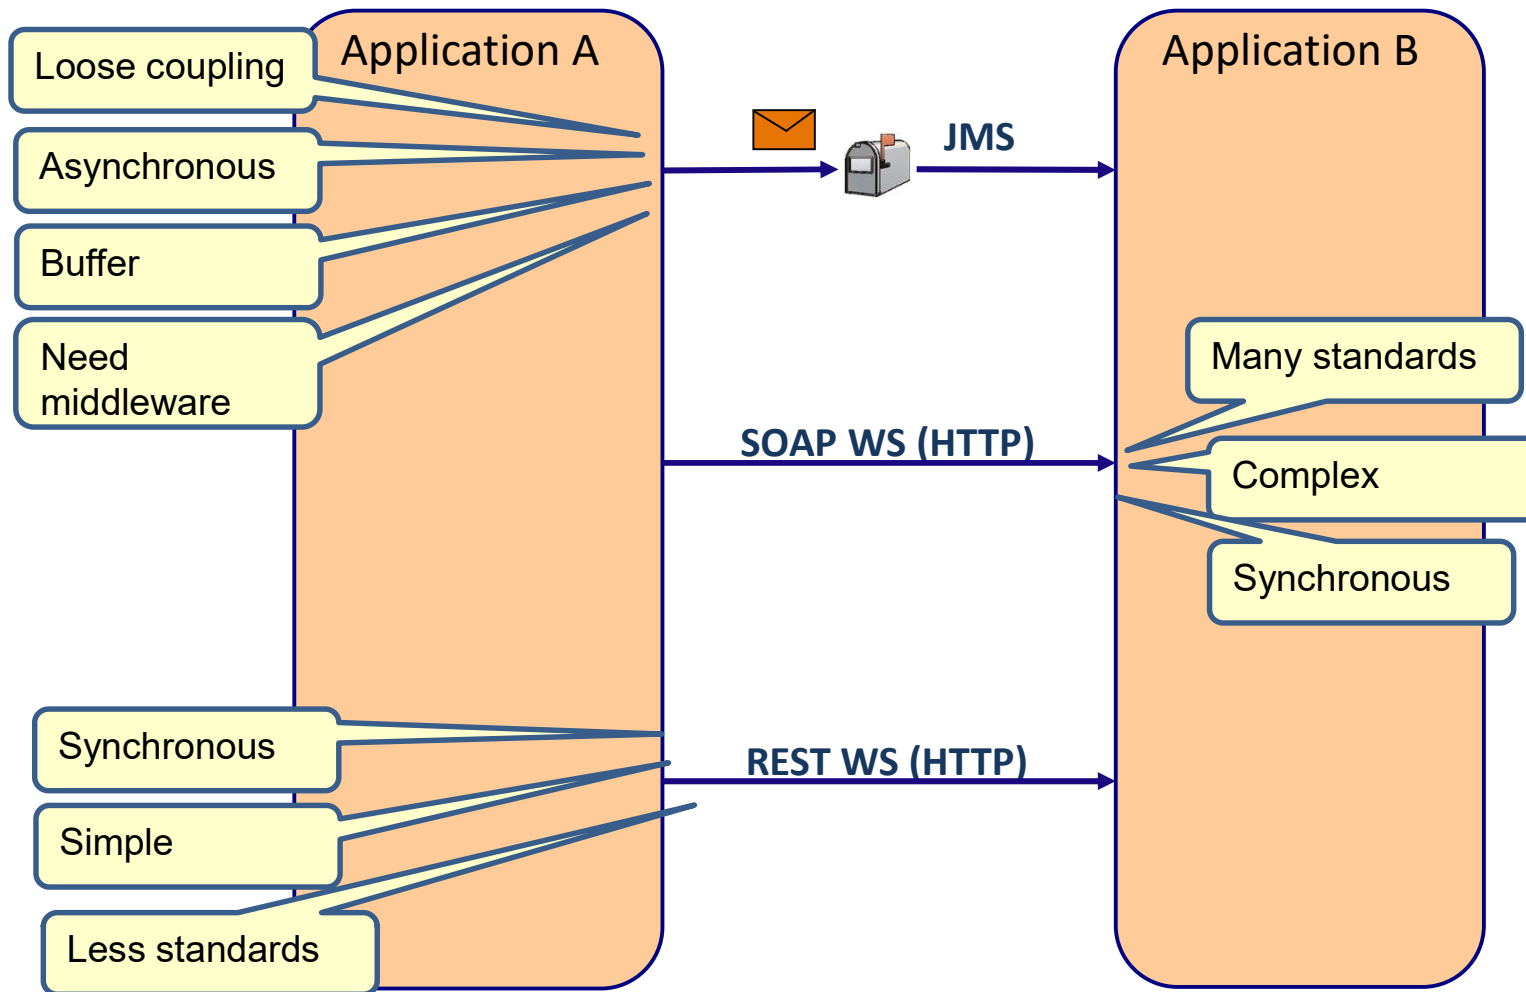 Application A
Application B
Loose coupling
Asynchronous
Buffer
Need
middleware
JMS
Many standards
SOAP WS (HTTP)
Complex
Synchronous
Synchronous
REST WS (HTTP)
Simple
Less standards